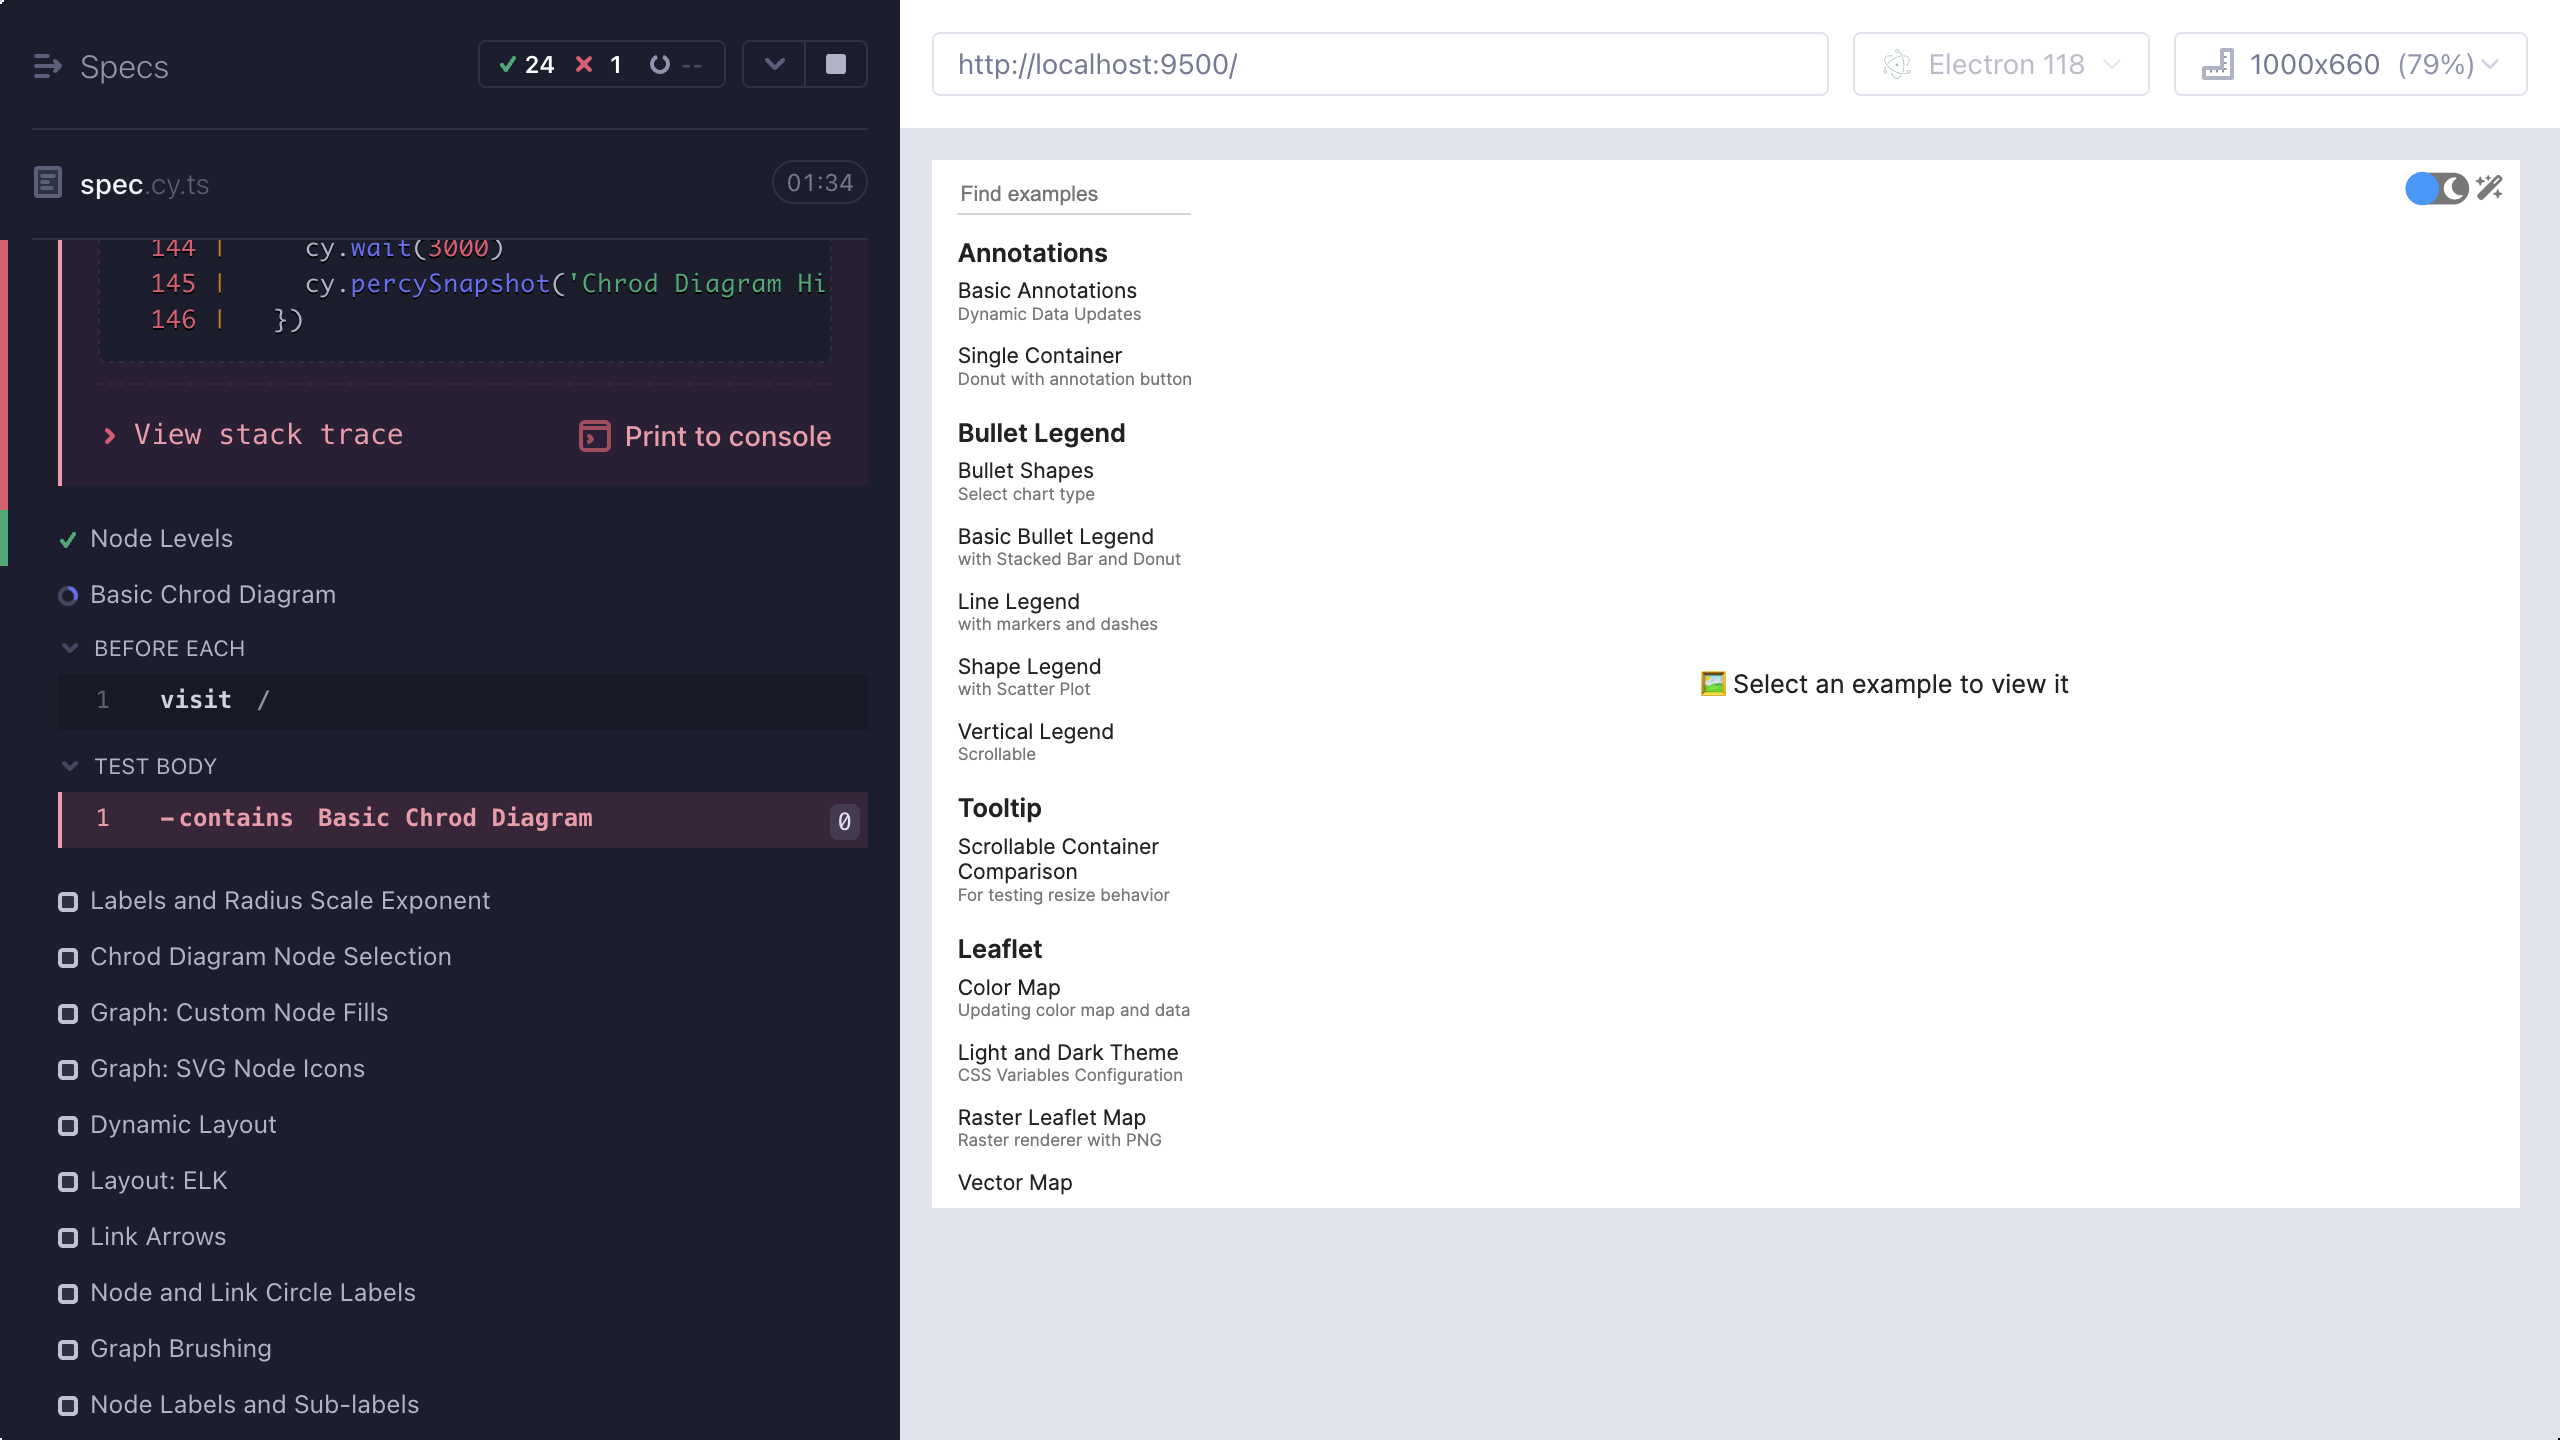 Specs
24 1 --
spec.cy.ts
01:34
144 | cy.wait(3000)
145 | cy.percySnapshot('Chrod Diagram Hi
146 | })
View stack trace
Print to console
Node Levels
Basic Chrod Diagram
BEFORE EACH
1 visit /
TEST BODY
1 -contains Basic Chrod Diagram 0
Labels and Radius Scale Exponent
Chrod Diagram Node Selection
Graph: Custom Node Fills
Graph: SVG Node Icons
Dynamic Layout
Layout: ELK
Link Arrows
Node and Link Circle Labels
Graph Brushing
Node Labels and Sub-labels
http://localhost:9500/
Electron 118
1000x660 (79%)
Find examples
Annotations
Basic Annotations
Dynamic Data Updates
Single Container
Donut with annotation button
Bullet Legend
Bullet Shapes
Select chart type
Basic Bullet Legend
with Stacked Bar and Donut
Line Legend
with markers and dashes
Shape Legend
with Scatter Plot
Vertical Legend
Scrollable
Tooltip
Scrollable Container
Comparison
For testing resize behavior
Leaflet
Color Map
Updating color map and data
Light and Dark Theme
CSS Variables Configuration
Raster Leaflet Map
Raster renderer with PNG
Vector Map
Select an example to view it